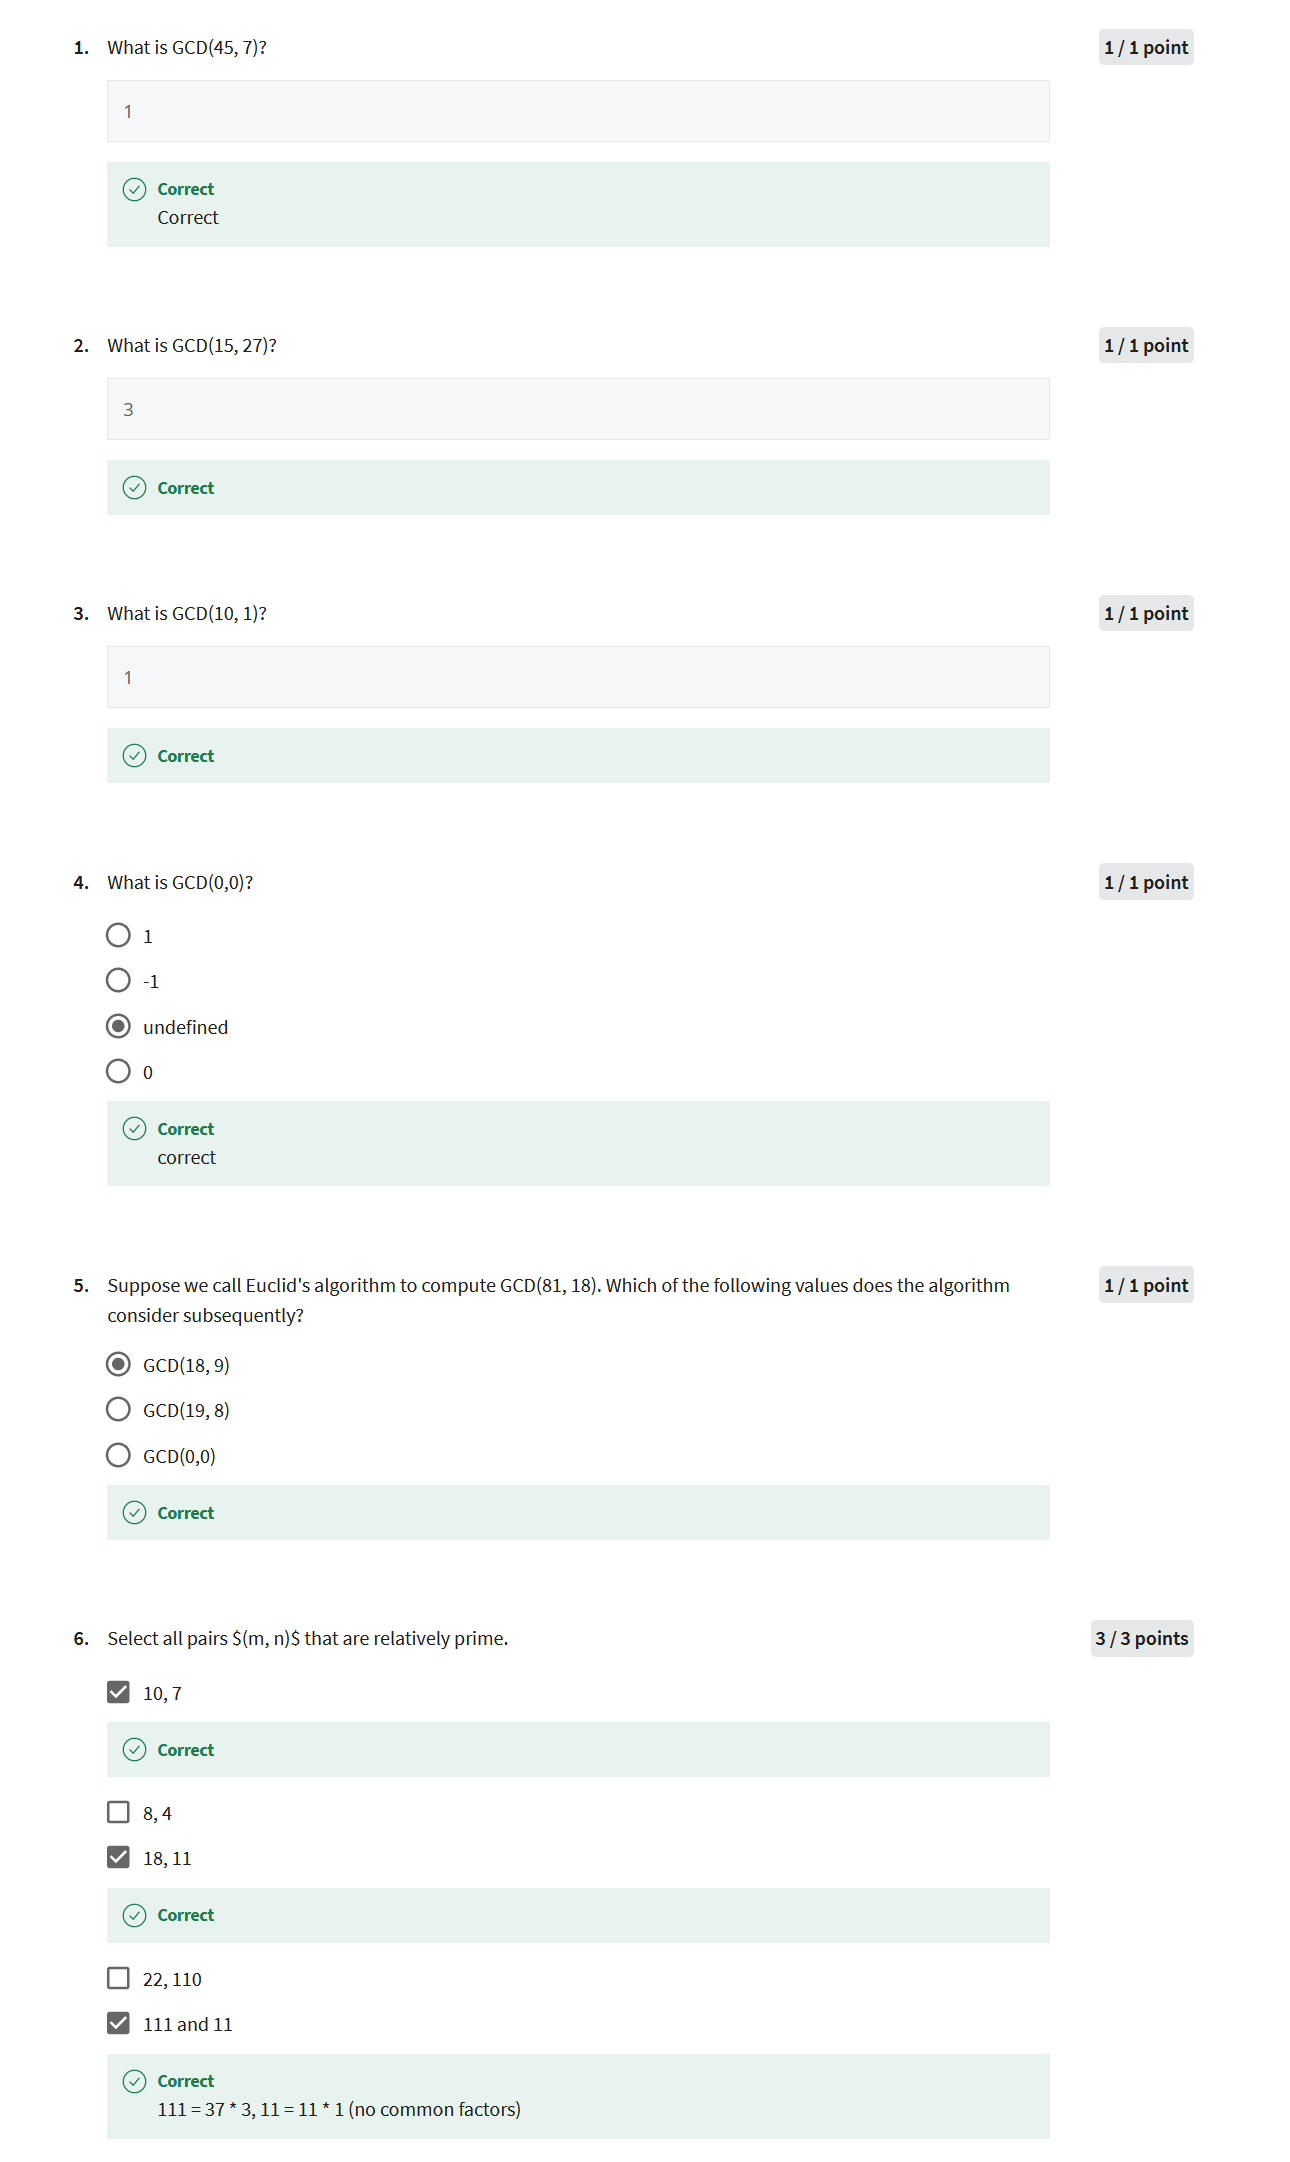 1. What is GCD(45, 7)? 1 / 1 point
1
Correct
Correct
2. What is GCD(15, 27)? 1 / 1 point
3
Correct
3. What is GCD(10, 1)? 1 / 1 point
1
Correct
4. What is GCD(0,0)? 1 / 1 point
1
-1
undefined
0
Correct
correct
5. Suppose we call Euclid's algorithm to compute GCD(81, 18). Which of the following values does the algorithm 1 / 1 point
consider subsequently?
GCD(18, 9)
GCD(19, 8)
GCD(0,0)
Correct
6. Select all pairs $(m, n)$ that are relatively prime. 3 / 3 points
10, 7
Correct
8, 4
18, 11
Correct
22, 110
111 and 11
Correct
111 = 37 * 3, 11 = 11 * 1 (no common factors)